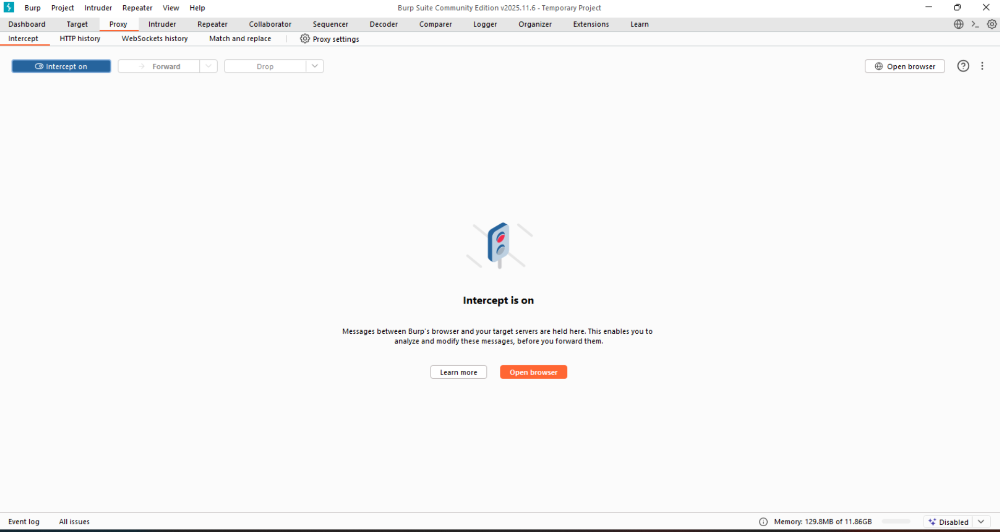 Burp Project Intruder Repeater View Help Burp Suite Community Edition v2025.11.6 - Temporary Project
Dashboard Target Proxy Intruder Repeater Collaborator Sequencer Decoder Comparer Logger Organizer Extensions Learn
Intercept HTTP history WebSockets history Match and replace Proxy settings
Intercept on Forward Drop Open browser
Intercept is on
Messages between Burp's browser and your target servers are held here. This enables you to
analyze and modify these messages, before you forward them.
Learn more Open browser
Event log All issues Memory: 129.8MB of 11.86GB Disabled